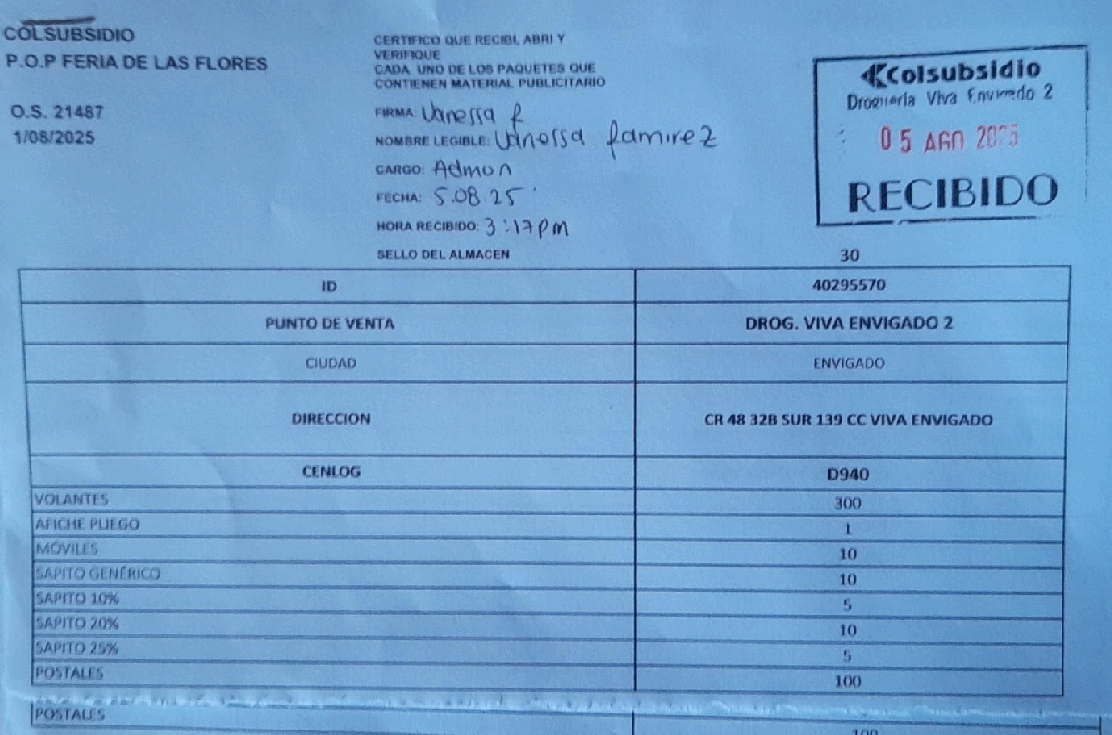 COLSUBSIDIO
P.O.P FERIA DE LAS FLORES
O.S. 21487
1/08/2025
CERTIFICO QUE RECIBI, ABRI Y
VERIFIQUE
CADA UNO DE LOS PAQUETES QUE
CONTIENEN MATERIAL PUBLICITARIO
FIRMA: Vanessa R
NOMBRE LEGIBLE: Vanessa Ramirez
CARGO: Admon
FECHA: 5.08.25
HORA RECIBIDO: 3:17pm
SELLO DEL ALMACEN
Colsubsidio
Droguería Viva Envigado 2
05 AGO 2025
RECIBIDO
30
ID 40295570
PUNTO DE VENTA DROG. VIVA ENVIGADO 2
CIUDAD ENVIGADO
DIRECCION CR 48 32B SUR 139 CC VIVA ENVIGADO
CENLOG D940
VOLANTES 300
AFICHE PLIEGO 1
MÓVILES 10
SAPITO GENÉRICO 10
SAPITO 10% 5
SAPITO 20% 10
SAPITO 25% 5
POSTALES 100
POSTALES 100